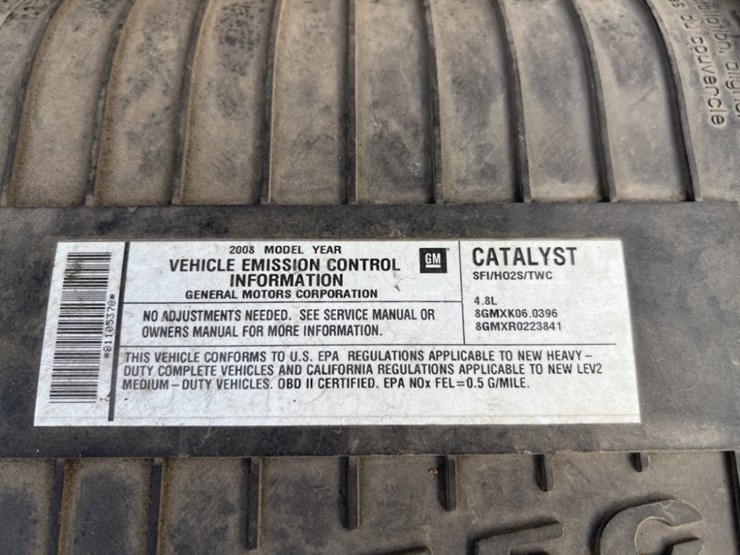 du couvercle
*81105378*
2008 MODEL YEAR
VEHICLE EMISSION CONTROL
INFORMATION
GENERAL MOTORS CORPORATION
GM
NO ADJUSTMENTS NEEDED. SEE SERVICE MANUAL OR
OWNERS MANUAL FOR MORE INFORMATION.
CATALYST
SFI/HO2S/TWC
4.8L
8GMXK06.0396
8GMXR0223841
THIS VEHICLE CONFORMS TO U.S. EPA REGULATIONS APPLICABLE TO NEW HEAVY–
DUTY COMPLETE VEHICLES AND CALIFORNIA REGULATIONS APPLICABLE TO NEW LEV2
MEDIUM–DUTY VEHICLES. OBD II CERTIFIED. EPA NOx FEL=0.5 G/MILE.